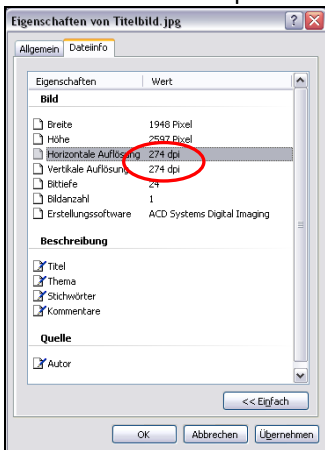 Eigenschaften von Titelbild.jpg
Allgemein Dateiinfo
Eigenschaften Wert
Bild
Breite 1948 Pixel
Höhe 2597 Pixel
Horizontale Auflösung 274 dpi
Vertikale Auflösung 274 dpi
Bittiefe 24
Bildanzahl 1
Erstellungssoftware ACD Systems Digital Imaging
Beschreibung
Titel
Thema
Stichwörter
Kommentare
Quelle
Autor
<< Einfach
OK Abbrechen Übernehmen